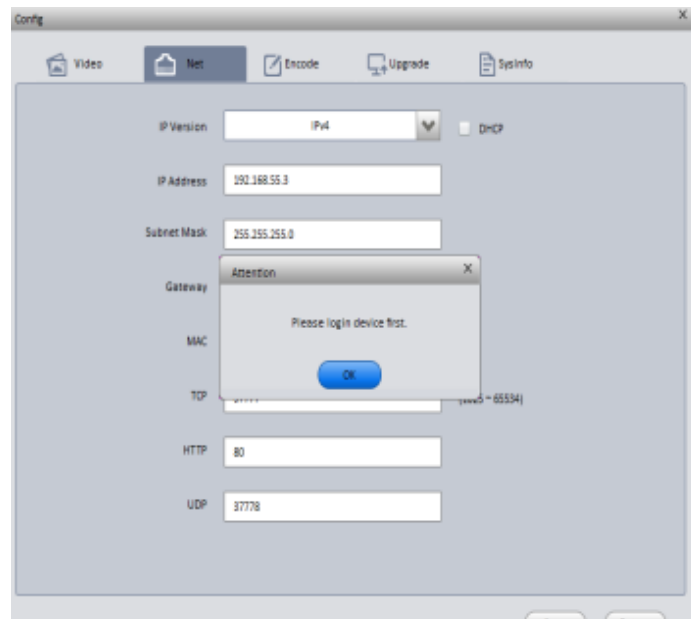 Config X
Video Net Encode Upgrade SysInfo
IP Version IPv4 DHCP
IP Address 192.168.55.3
Subnet Mask 255.255.255.0
Attention X
Gateway
Please login device first.
MAC
OK
TCP 65534)
HTTP 80
UDP 37778